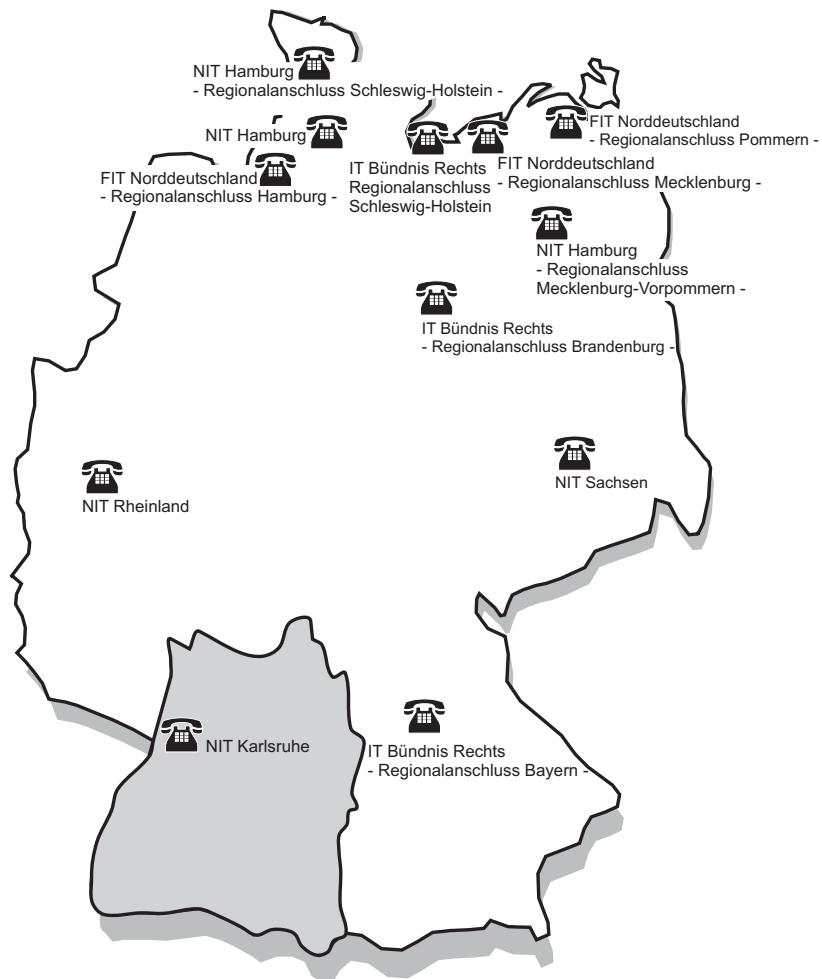 NIT Hamburg
- Regionalanschluss Schleswig-Holstein -
NIT Hamburg
FIT Norddeutschland
- Regionalanschluss Pommern -
FIT Norddeutschland
- Regionalanschluss Hamburg -
IT Bündnis Rechts
Regionalanschluss
Schleswig-Holstein
FIT Norddeutschland
- Regionalanschluss Mecklenburg -
NIT Hamburg
- Regionalanschluss
Mecklenburg-Vorpommern -
IT Bündnis Rechts
- Regionalanschluss Brandenburg -
NIT Sachsen
NIT Rheinland
NIT Karlsruhe
IT Bündnis Rechts
- Regionalanschluss Bayern -